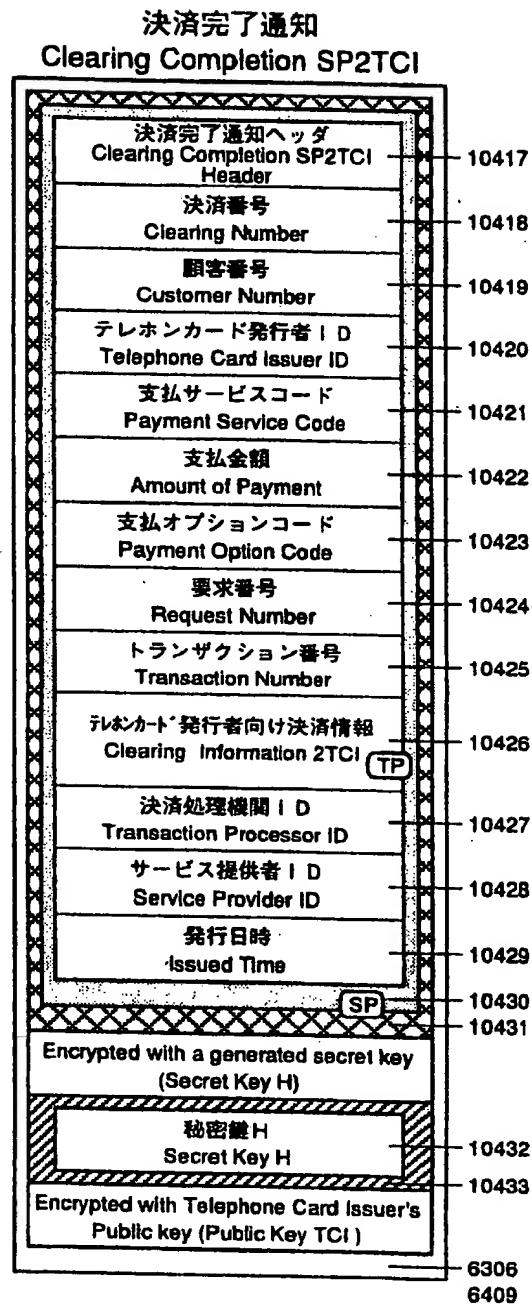 決済完了通知
Clearing Completion SP2TCI
決済完了通知ヘッダ
Clearing Completion SP2TCI
Header
10417
決済番号
Clearing Number
10418
顧客番号
Customer Number
10419
テレホンカード発行者ID
Telephone Card Issuer ID
10420
支払サービスコード
Payment Service Code
10421
支払金額
Amount of Payment
10422
支払オプションコード
Payment Option Code
10423
要求番号
Request Number
10424
トランザクション番号
Transaction Number
10425
テレホンカード発行者向け決済情報
Clearing Information 2TCI
TP
10426
決済処理機関ID
Transaction Processor ID
10427
サービス提供者ID
Service Provider ID
10428
発行日時
Issued Time
10429
SP
10430
10431
Encrypted with a generated secret key
(Secret Key H)
秘密鍵H
Secret Key H
10432
10433
Encrypted with Telephone Card Issuer's
Public key (Public Key TCI)
6306
6409